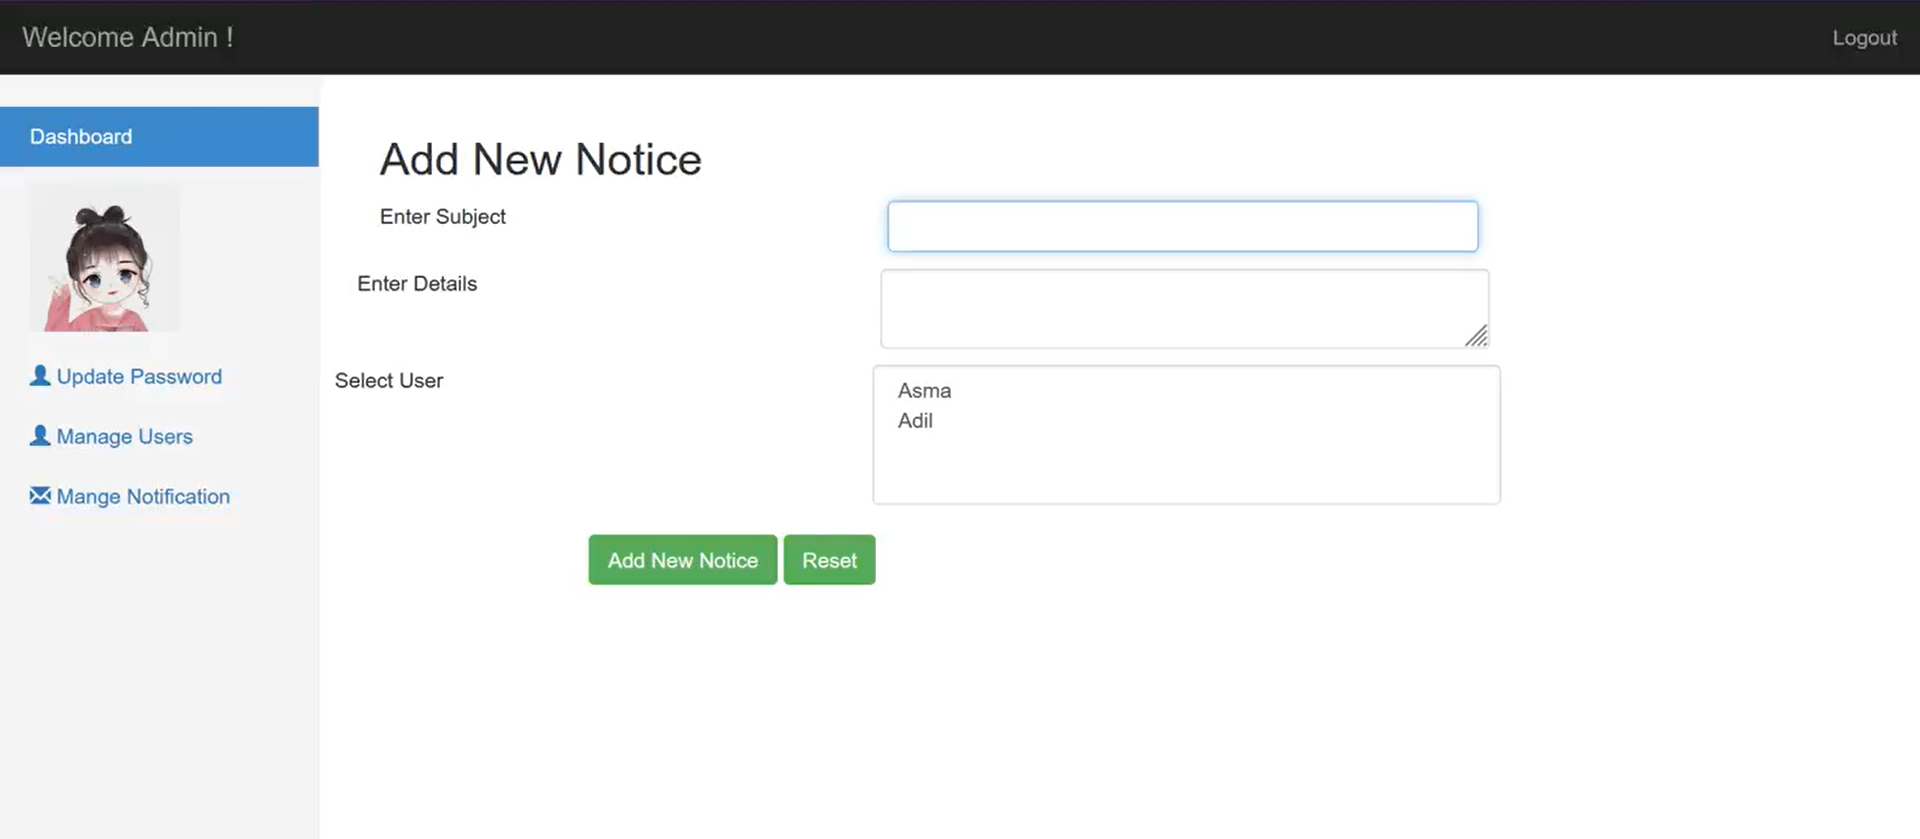 Welcome Admin !
Logout
Dashboard
Update Password
Manage Users
Mange Notification
Add New Notice
Enter Subject
Enter Details
Select User
Asma
Adil
Add New Notice
Reset